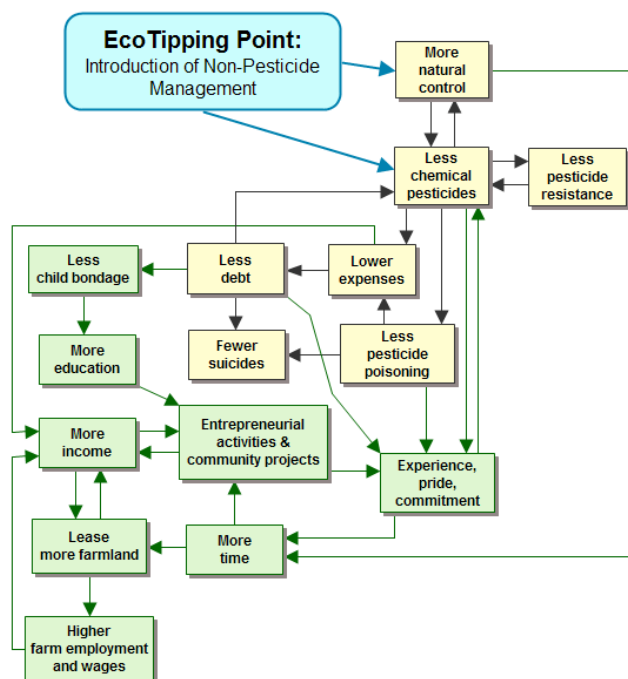 EcoTipping Point:
Introduction of Non-Pesticide
Management
More
natural
control
Less
chemical
pesticides
Less
pesticide
resistance
Less
child bondage
Less
debt
Lower
expenses
More
education
Fewer
suicides
Less
pesticide
poisoning
More
income
Entrepreneurial
activities &
community projects
Experience,
pride,
commitment
Lease
more farmland
More
time
Higher
farm employment
and wages